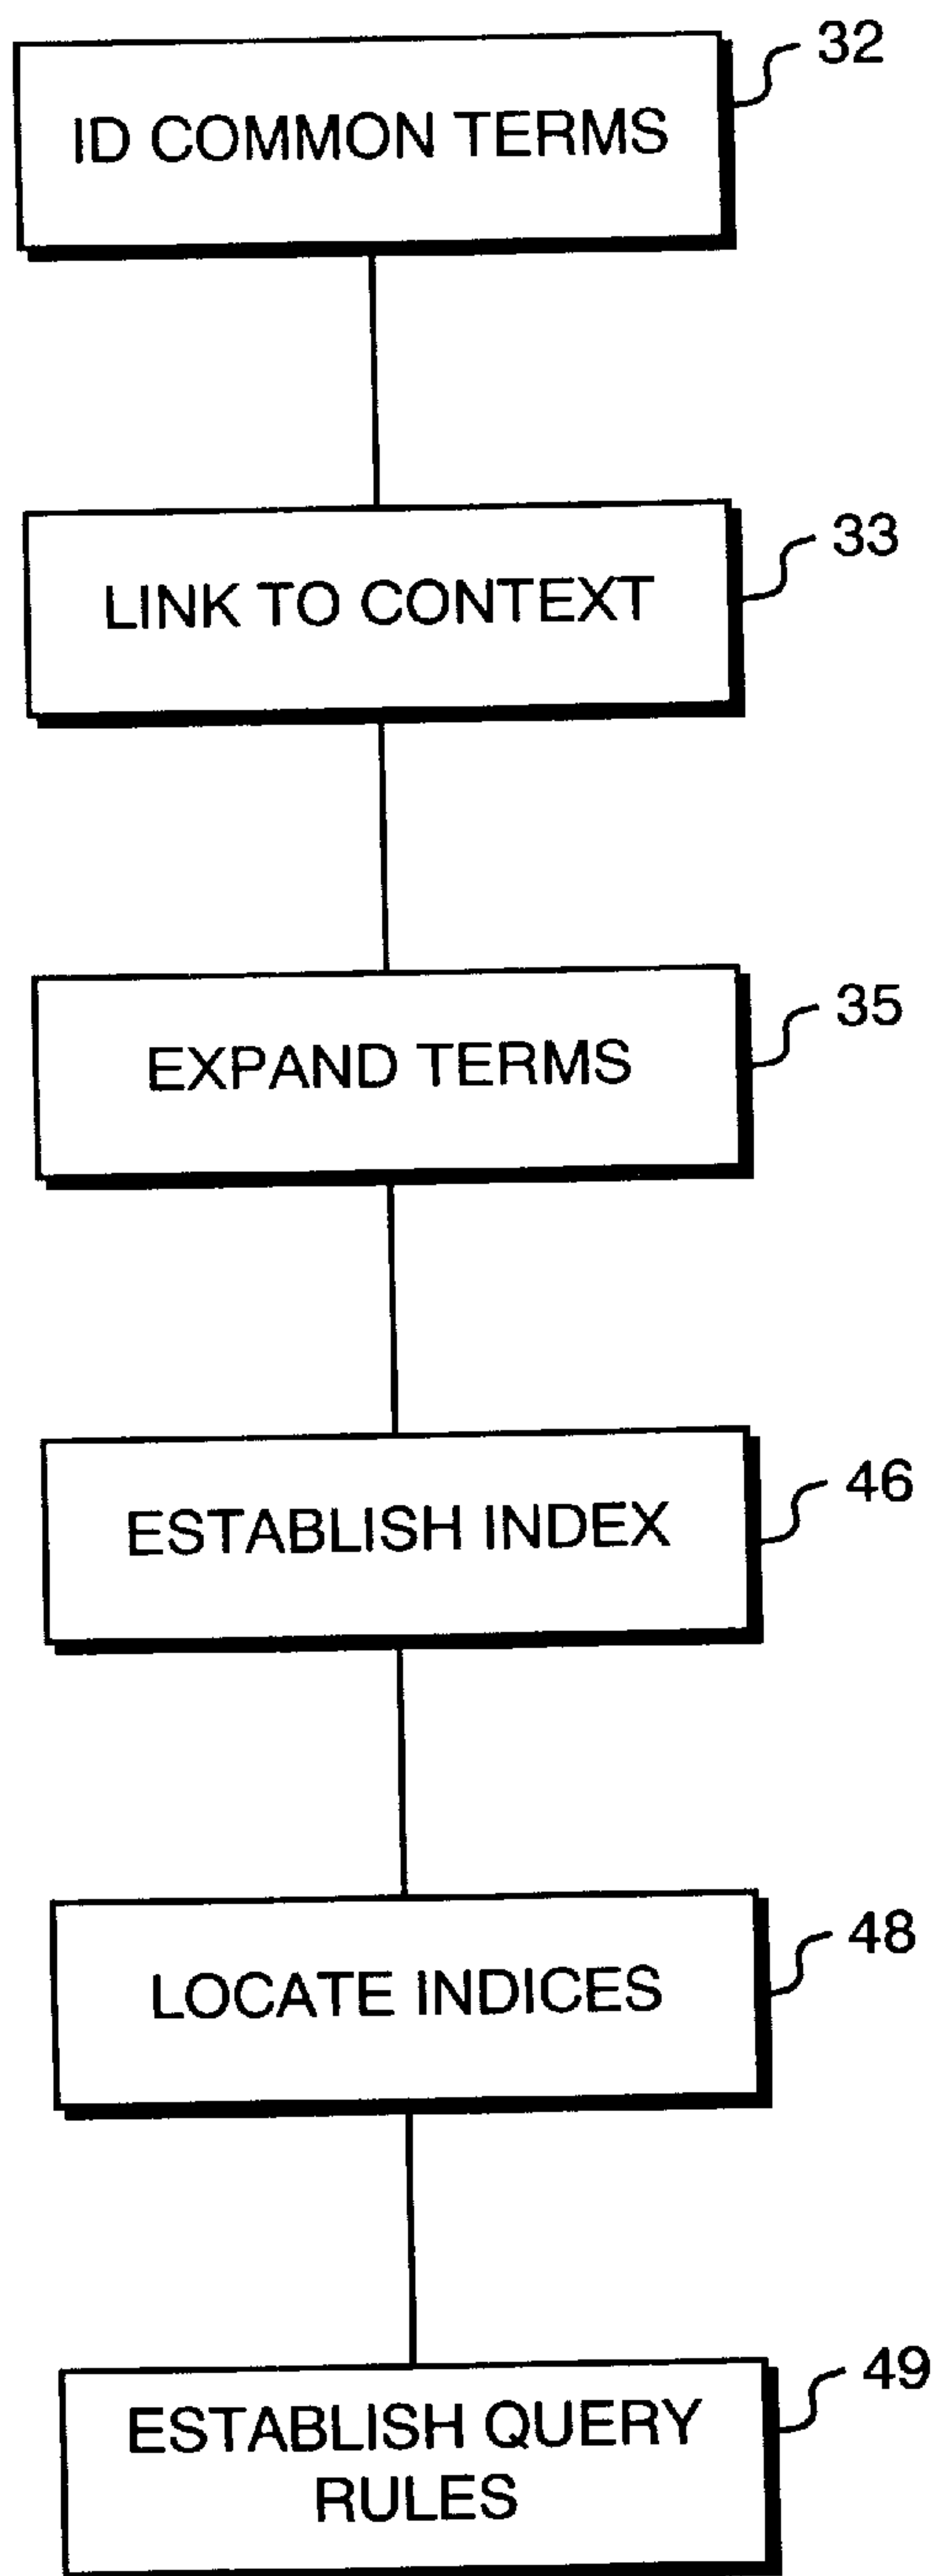 32
ID COMMON TERMS
33
LINK TO CONTEXT
35
EXPAND TERMS
46
ESTABLISH INDEX
48
LOCATE INDICES
49
ESTABLISH QUERY
RULES